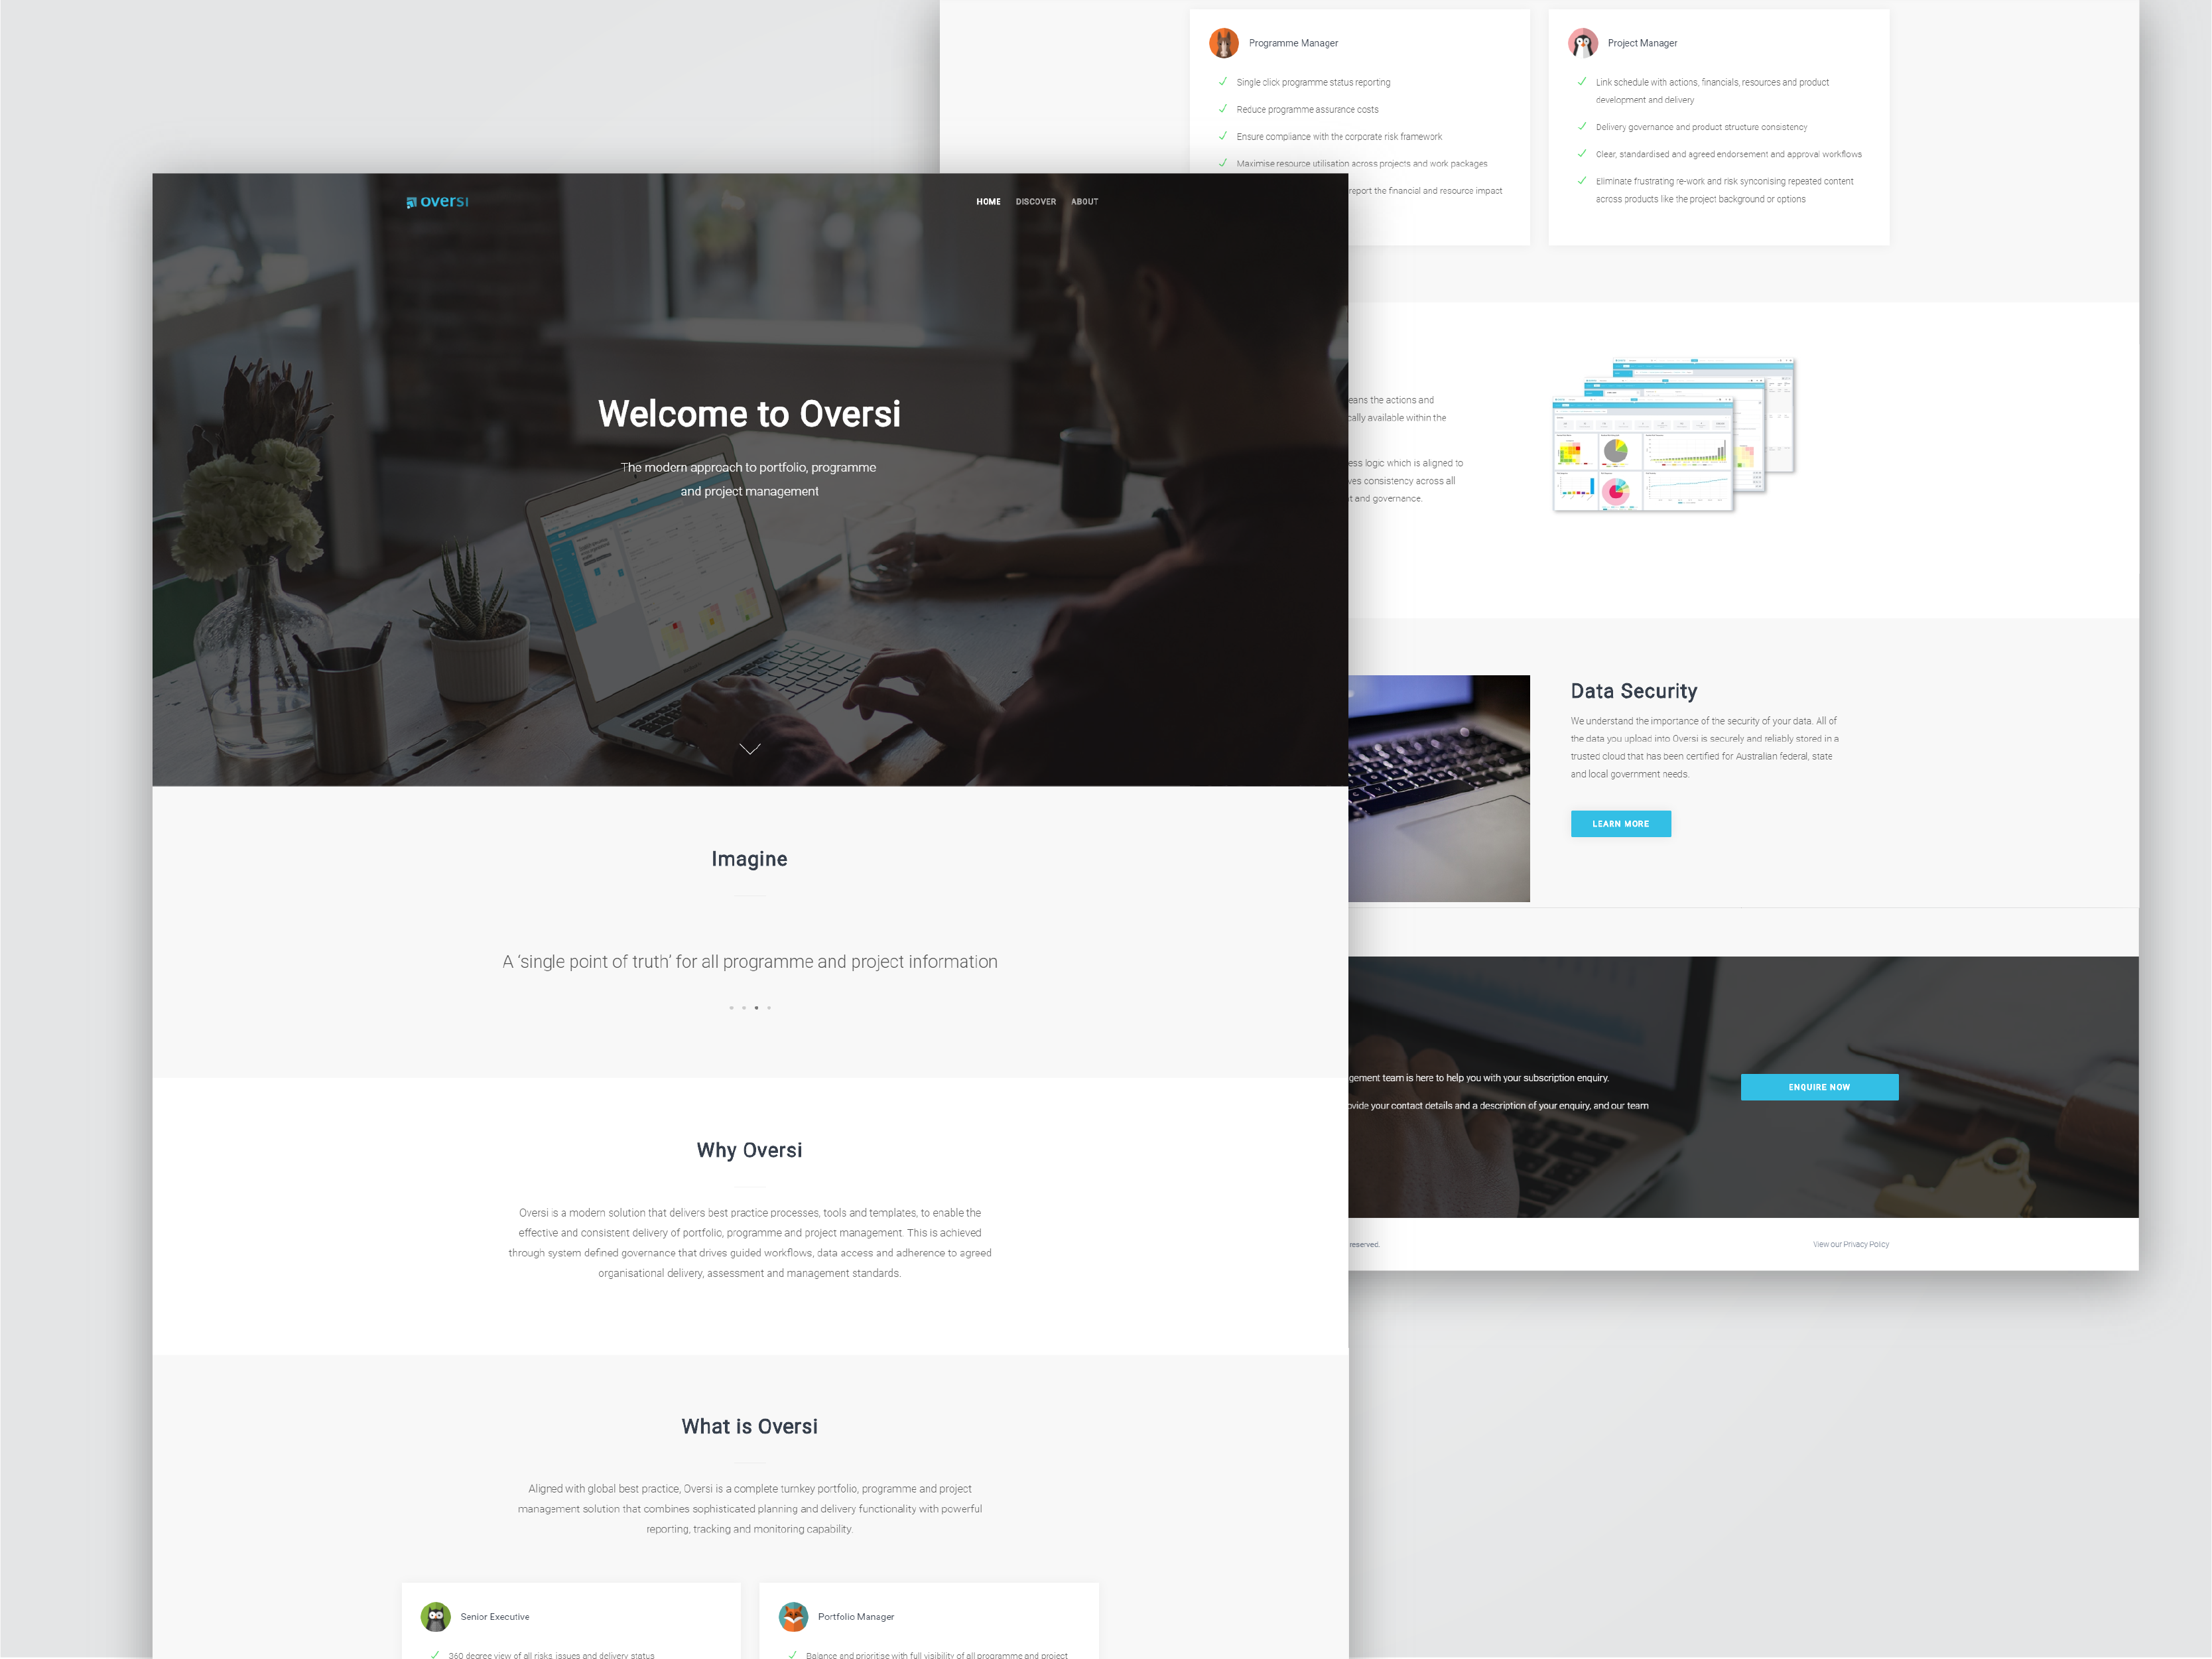 oversi
HOME DISCOVER ABOUT
Welcome to Oversi
The modern approach to portfolio, programme
and project management
Imagine
A ‘single point of truth’ for all programme and project information
Why Oversi
Oversi is a modern solution that delivers best practice processes, tools and templates, to enable the
effective and consistent delivery of portfolio, programme and project management. This is achieved
through system defined governance that drives guided workflows, data access and adherence to agreed
organisational delivery, assessment and management standards.
What is Oversi
Aligned with global best practice, Oversi is a complete turnkey portfolio, programme and project
management solution that combines sophisticated planning and delivery functionality with powerful
reporting, tracking and monitoring capability.
Senior Executive
360 degree view of all risks, issues and delivery status
Portfolio Manager
Balance and prioritise with full visibility of all programme and project
Programme Manager
Single click programme status reporting
Reduce programme assurance costs
Ensure compliance with the corporate risk framework
Maximise resource utilisation across projects and work packages
report the financial and resource impact
Project Manager
Link schedule with actions, financials, resources and product
development and delivery
Delivery governance and product structure consistency
Clear, standardised and agreed endorsement and approval workflows
Eliminate frustrating re-work and risk synconising repeated content
across products like the project background or options
eans the actions and
cally available within the
ess logic which is aligned to
ves consistency across all
and governance.
Data Security
We understand the importance of the security of your data. All of
the data you upload into Oversi is securely and reliably stored in a
trusted cloud that has been certified for Australian federal, state
and local government needs.
LEARN MORE
gement team is here to help you with your subscription enquiry.
ovide your contact details and a description of your enquiry, and our team
ENQUIRE NOW
reserved.
View our Privacy Policy